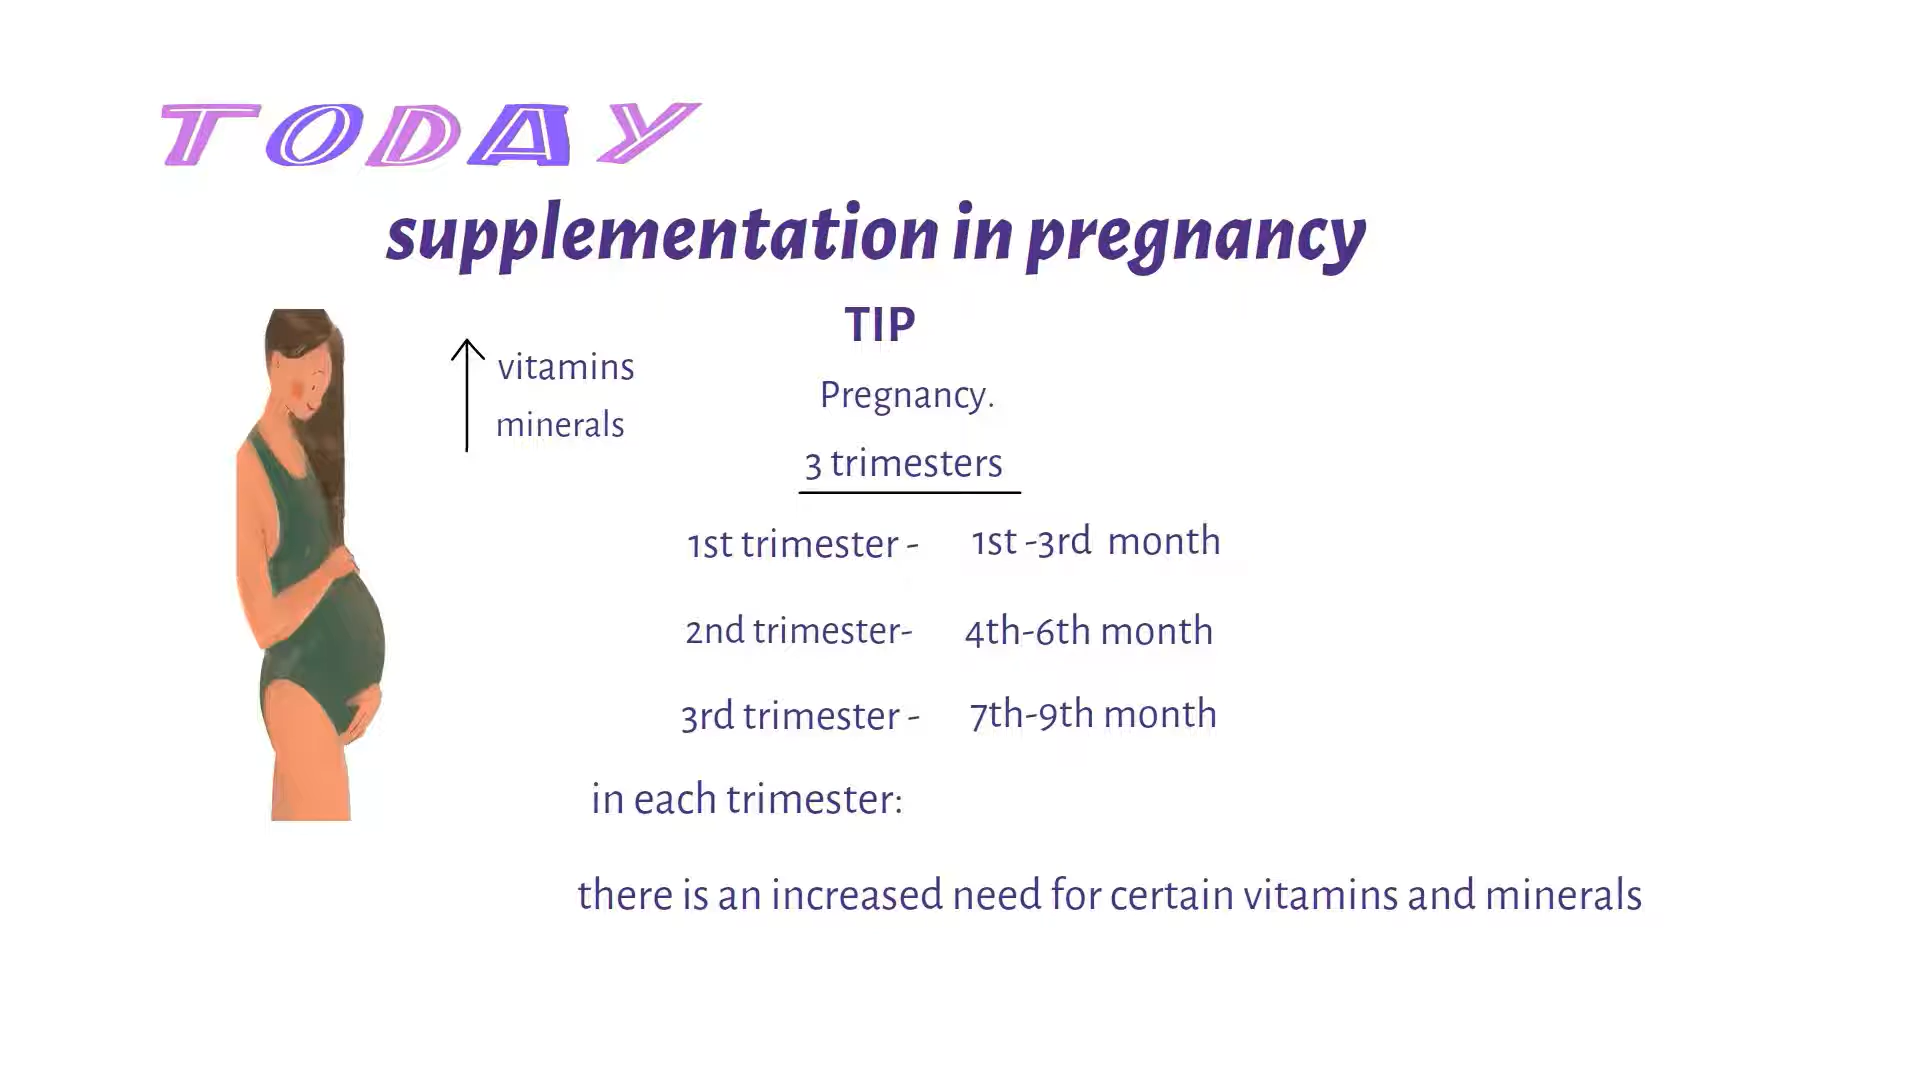 TODAY
supplementation in pregnancy
TIP
vitamins
minerals
Pregnancy.
3 trimesters
1st trimester - 1st -3rd month
2nd trimester- 4th-6th month
3rd trimester - 7th-9th month
in each trimester:
there is an increased need for certain vitamins and minerals